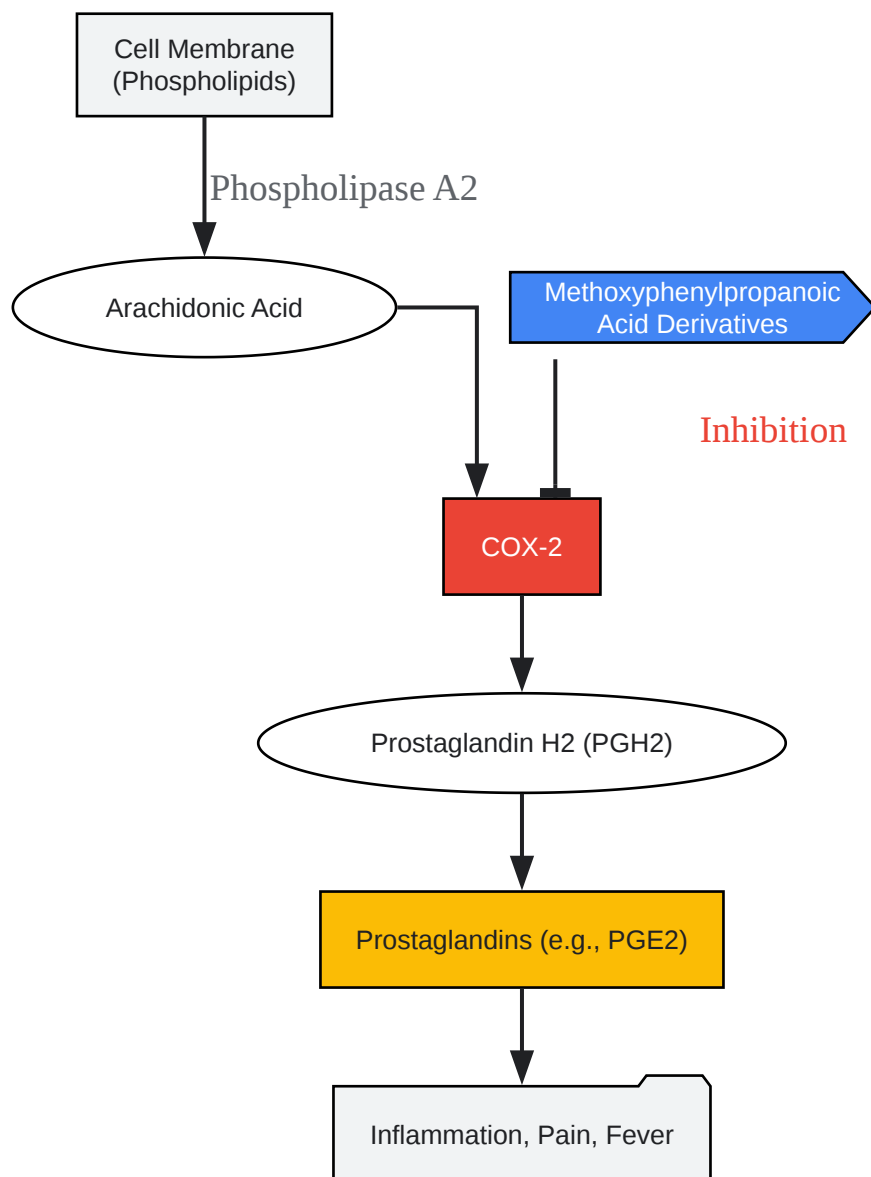 Cell Membrane
(Phospholipids)
Phospholipase A2
Arachidonic Acid
Methoxyphenylpropanoic
Acid Derivatives
Inhibition
COX-2
Prostaglandin H2 (PGH2)
Prostaglandins (e.g., PGE2)
Inflammation, Pain, Fever